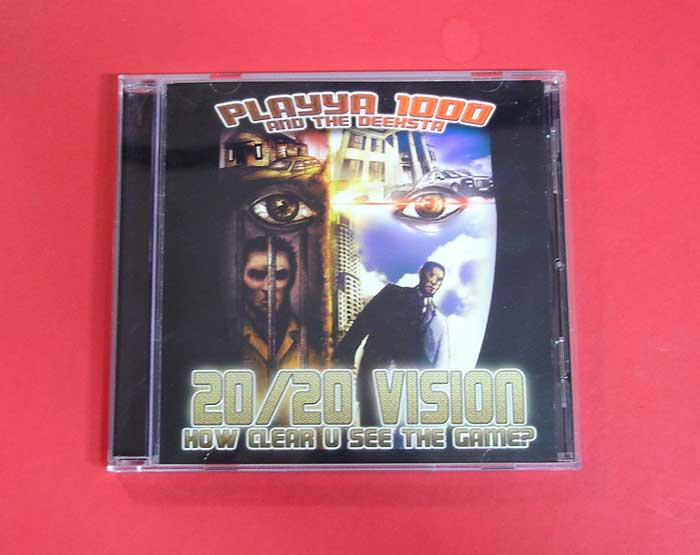 PLAYYA 1000
AND THE DEEKSTA
20/20 VISION
HOW CLEAR U SEE THE GAME?